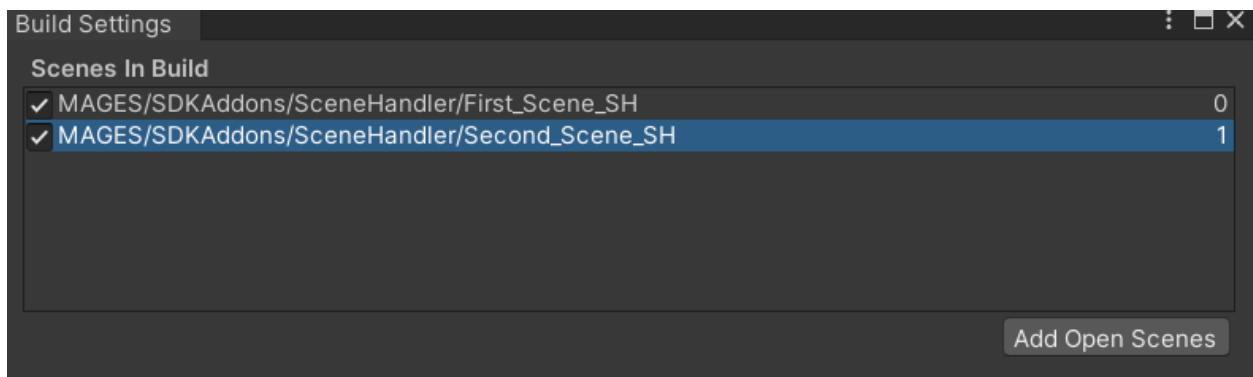 Build Settings
Scenes In Build
MAGES/SDKAddons/SceneHandler/First_Scene_SH 0
MAGES/SDKAddons/SceneHandler/Second_Scene_SH 1
Add Open Scenes